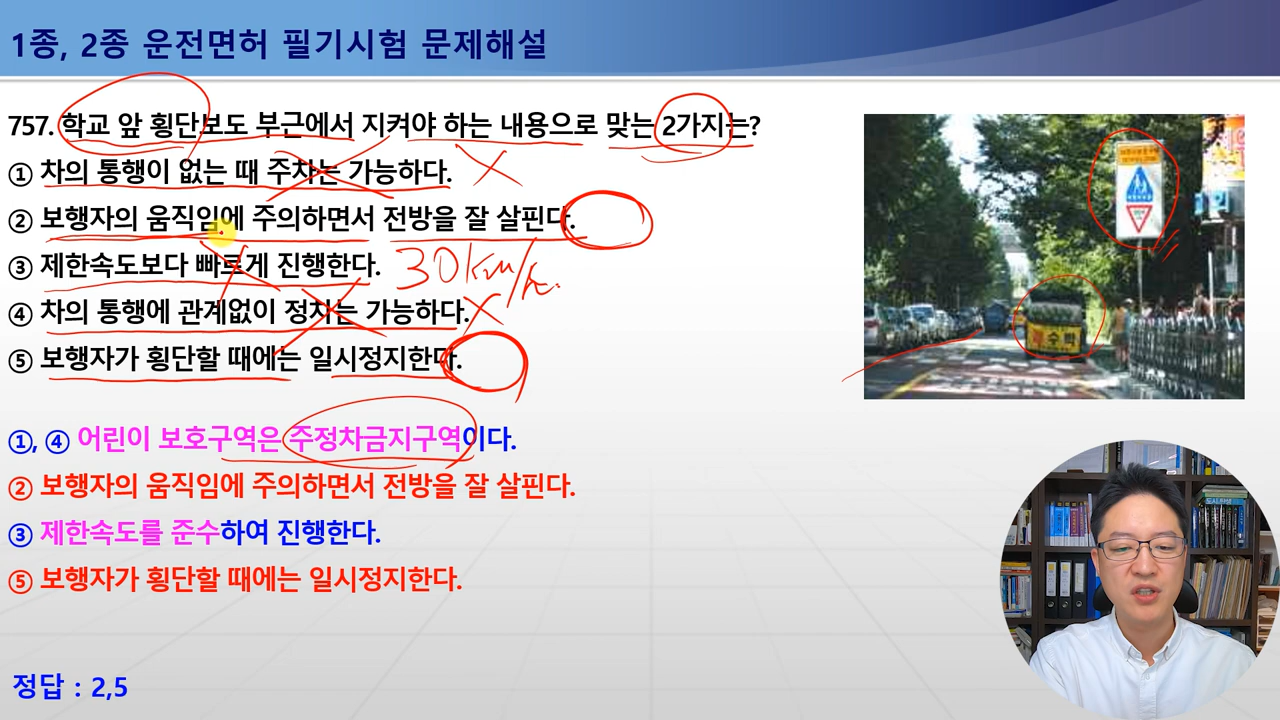 1종, 2종 운전면허 필기시험 문제해설
757. 학교 앞 횡단보도 부근에서 지켜야 하는 내용으로 맞는 2가지는?
① 차의 통행이 없는 때 주차는 가능하다.
② 보행자의 움직임에 주의하면서 전방을 잘 살핀다.
③ 제한속도보다 빠르게 진행한다. 30km/h.
④ 차의 통행에 관계없이 정차는 가능하다.
⑤ 보행자가 횡단할 때에는 일시정지한다.
①, ④ 어린이 보호구역은 주정차금지구역이다.
② 보행자의 움직임에 주의하면서 전방을 잘 살핀다.
③ 제한속도를 준수하여 진행한다.
⑤ 보행자가 횡단할 때에는 일시정지한다.
정답 : 2,5
수박